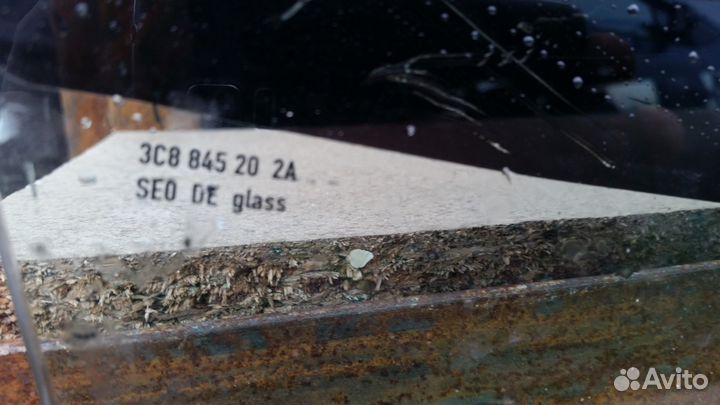 3C8 845 20 2A
SEO DE glass
Avito